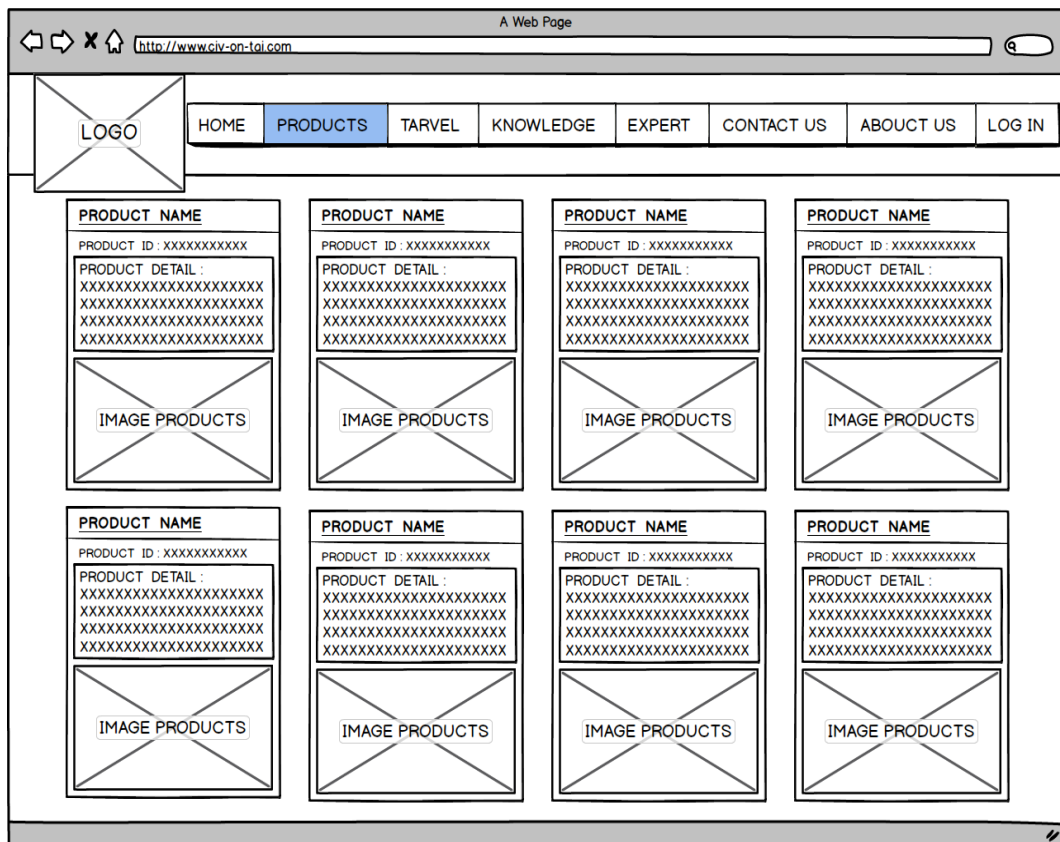 A Web Page
http://www.civ-on-tai.com
LOGO
HOME PRODUCTS TARVEL KNOWLEDGE EXPERT CONTACT US ABOUCT US LOG IN
PRODUCT NAME PRODUCT NAME PRODUCT NAME PRODUCT NAME
PRODUCT ID : XXXXXXXXXXX PRODUCT ID : XXXXXXXXXXX PRODUCT ID : XXXXXXXXXXX PRODUCT ID : XXXXXXXXXXX
PRODUCT DETAIL : PRODUCT DETAIL : PRODUCT DETAIL : PRODUCT DETAIL :
XXXXXXXXXXXXXXXXXXXXX XXXXXXXXXXXXXXXXXXXXX XXXXXXXXXXXXXXXXXXXXX XXXXXXXXXXXXXXXXXXXXX
XXXXXXXXXXXXXXXXXXXXX XXXXXXXXXXXXXXXXXXXXX XXXXXXXXXXXXXXXXXXXXX XXXXXXXXXXXXXXXXXXXXX
XXXXXXXXXXXXXXXXXXXXX XXXXXXXXXXXXXXXXXXXXX XXXXXXXXXXXXXXXXXXXXX XXXXXXXXXXXXXXXXXXXXX
XXXXXXXXXXXXXXXXXXXXX XXXXXXXXXXXXXXXXXXXXX XXXXXXXXXXXXXXXXXXXXX XXXXXXXXXXXXXXXXXXXXX
IMAGE PRODUCTS IMAGE PRODUCTS IMAGE PRODUCTS IMAGE PRODUCTS
PRODUCT NAME PRODUCT NAME PRODUCT NAME PRODUCT NAME
PRODUCT ID : XXXXXXXXXXX PRODUCT ID : XXXXXXXXXXX PRODUCT ID : XXXXXXXXXXX PRODUCT ID : XXXXXXXXXXX
PRODUCT DETAIL : PRODUCT DETAIL : PRODUCT DETAIL : PRODUCT DETAIL :
XXXXXXXXXXXXXXXXXXXXX XXXXXXXXXXXXXXXXXXXXX XXXXXXXXXXXXXXXXXXXXX XXXXXXXXXXXXXXXXXXXXX
XXXXXXXXXXXXXXXXXXXXX XXXXXXXXXXXXXXXXXXXXX XXXXXXXXXXXXXXXXXXXXX XXXXXXXXXXXXXXXXXXXXX
XXXXXXXXXXXXXXXXXXXXX XXXXXXXXXXXXXXXXXXXXX XXXXXXXXXXXXXXXXXXXXX XXXXXXXXXXXXXXXXXXXXX
XXXXXXXXXXXXXXXXXXXXX XXXXXXXXXXXXXXXXXXXXX XXXXXXXXXXXXXXXXXXXXX XXXXXXXXXXXXXXXXXXXXX
IMAGE PRODUCTS IMAGE PRODUCTS IMAGE PRODUCTS IMAGE PRODUCTS